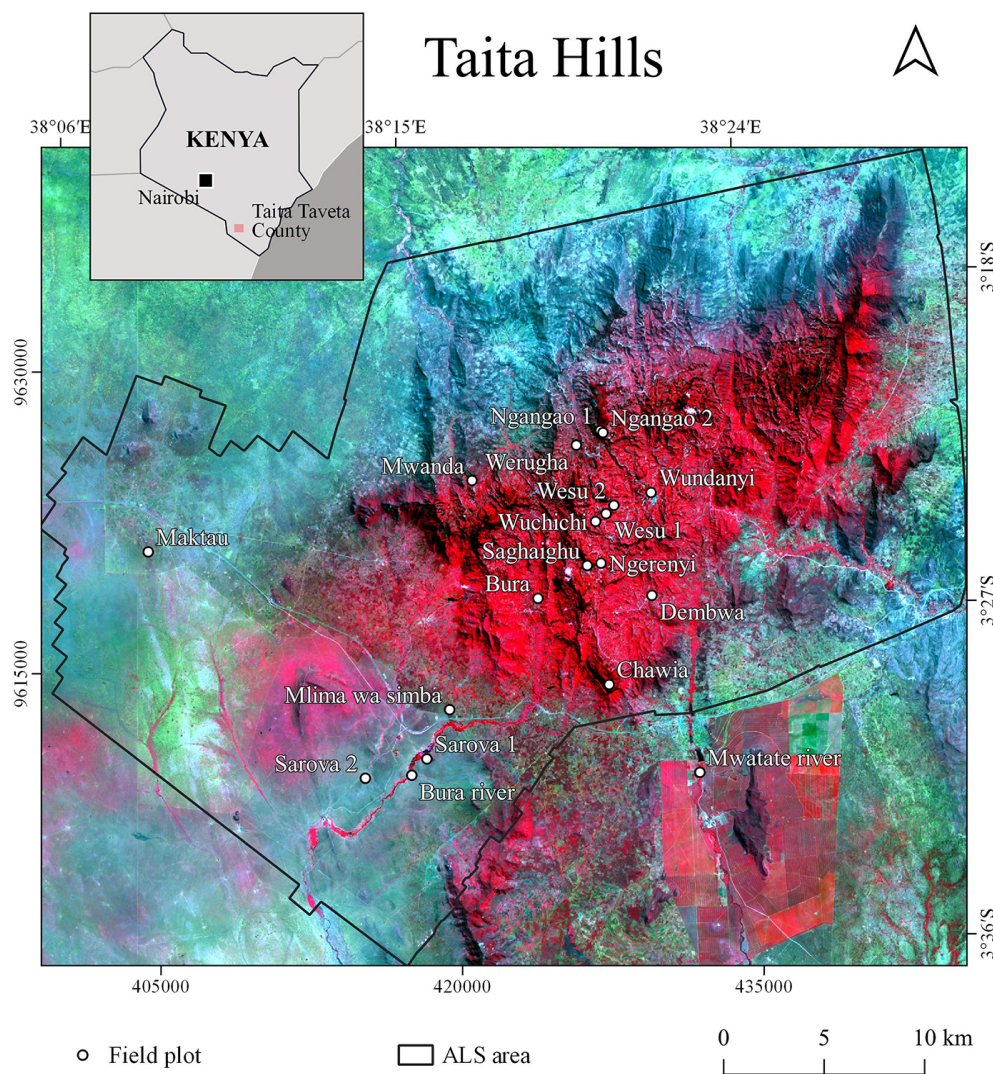 Taita Hills
KENYA
Nairobi
Taita Taveta
County
38°06′E
38°15′E
38°24′E
3°18′S
3°27′S
3°36′S
9630000
9615000
Ngangao 1
Ngangao 2
Mwanda
Werugha
Wundanyi
Wesu 2
Wuchichi
Wesu 1
Maktau
Saghaighu
Ngerenyi
Bura
Dembwa
Chawia
Mlima wa simba
Sarova 1
Sarova 2
Mwatate river
Bura river
405000
420000
435000
0
5
10 km
Field plot
ALS area